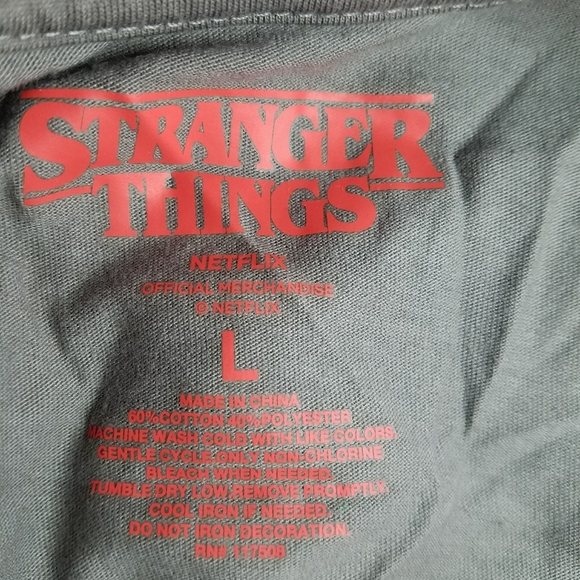 STRANGER
THINGS
NETFLIX
OFFICIAL MERCHANDISE
© NETFLIX
L
MADE IN CHINA
60%COTTON 40%POLYESTER
MACHINE WASH COLD WITH LIKE COLORS.
GENTLE CYCLE.ONLY NON-CHLORINE
BLEACH WHEN NEEDED.
TUMBLE DRY LOW.REMOVE PROMPTLY.
COOL IRON IF NEEDED.
DO NOT IRON DECORATION.
RN# 117508